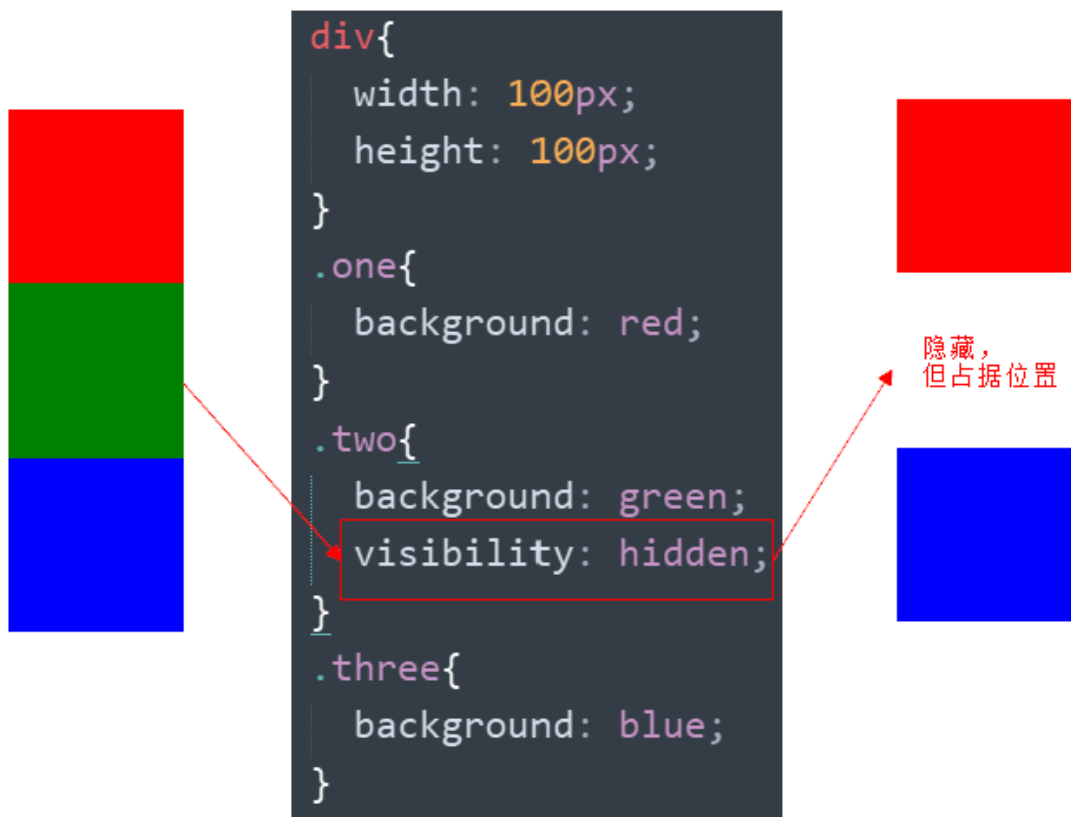 div{
width: 100px;
height: 100px;
}
.one{
background: red;
}
.two{
background: green;
visibility: hidden;
}
.three{
background: blue;
}
隐藏，
但占据位置